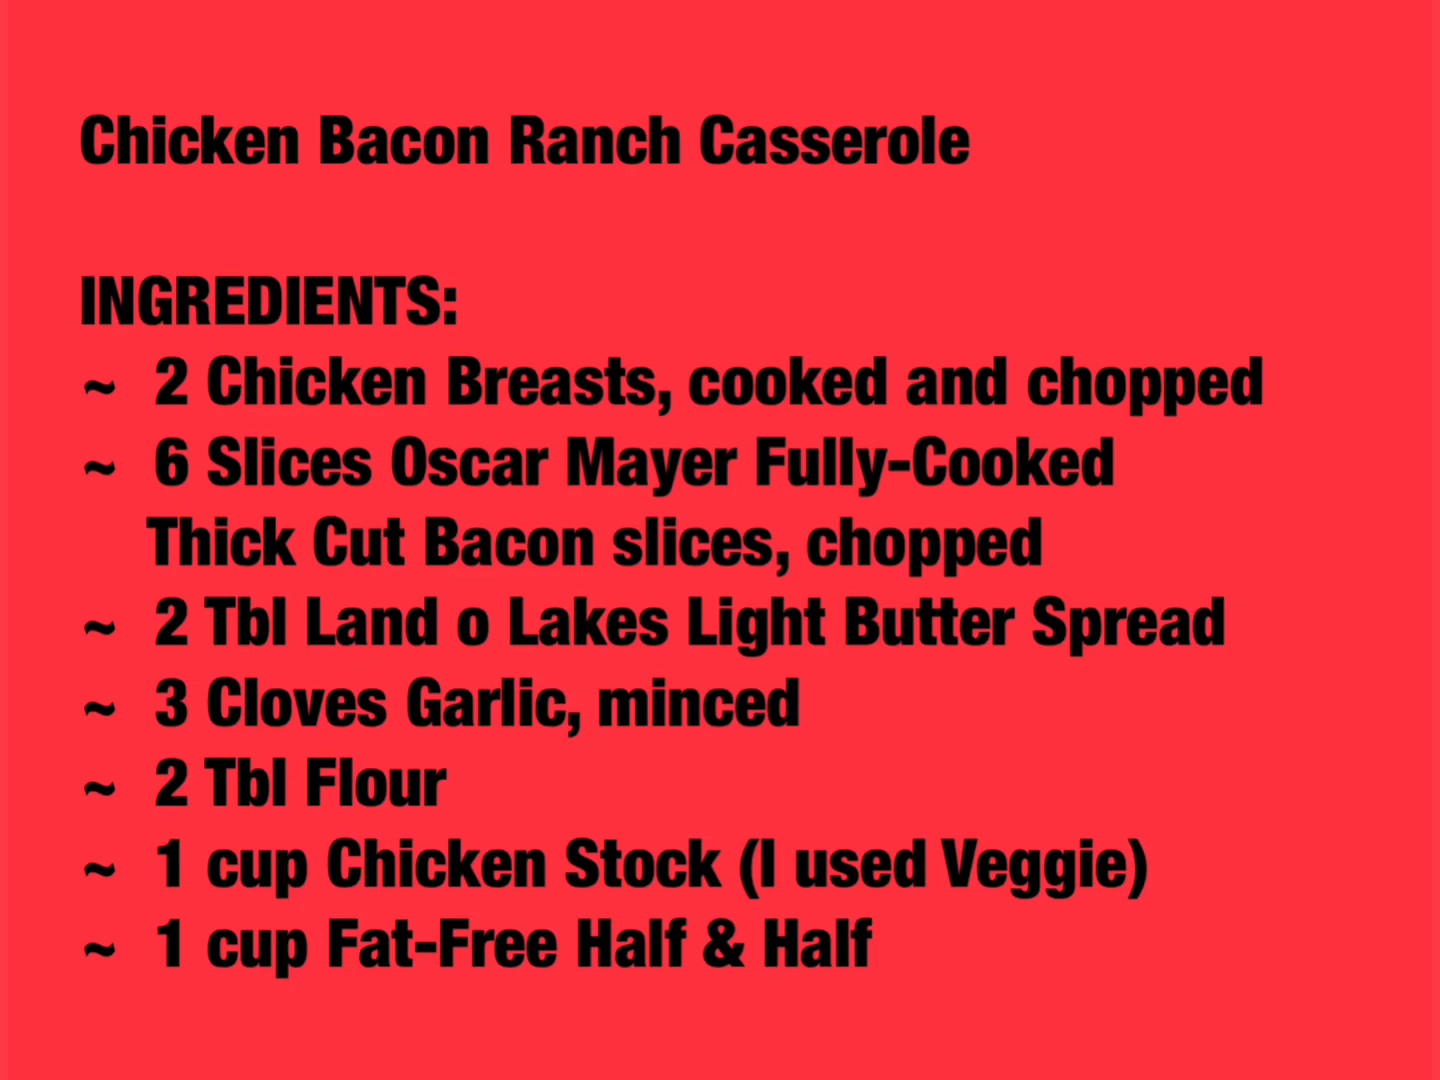 Chicken Bacon Ranch Casserole
INGREDIENTS:
~ 2 Chicken Breasts, cooked and chopped
~ 6 Slices Oscar Mayer Fully-Cooked
Thick Cut Bacon slices, chopped
~ 2 Tbl Land o Lakes Light Butter Spread
~ 3 Cloves Garlic, minced
~ 2 Tbl Flour
~ 1 cup Chicken Stock (I used Veggie)
~ 1 cup Fat-Free Half & Half